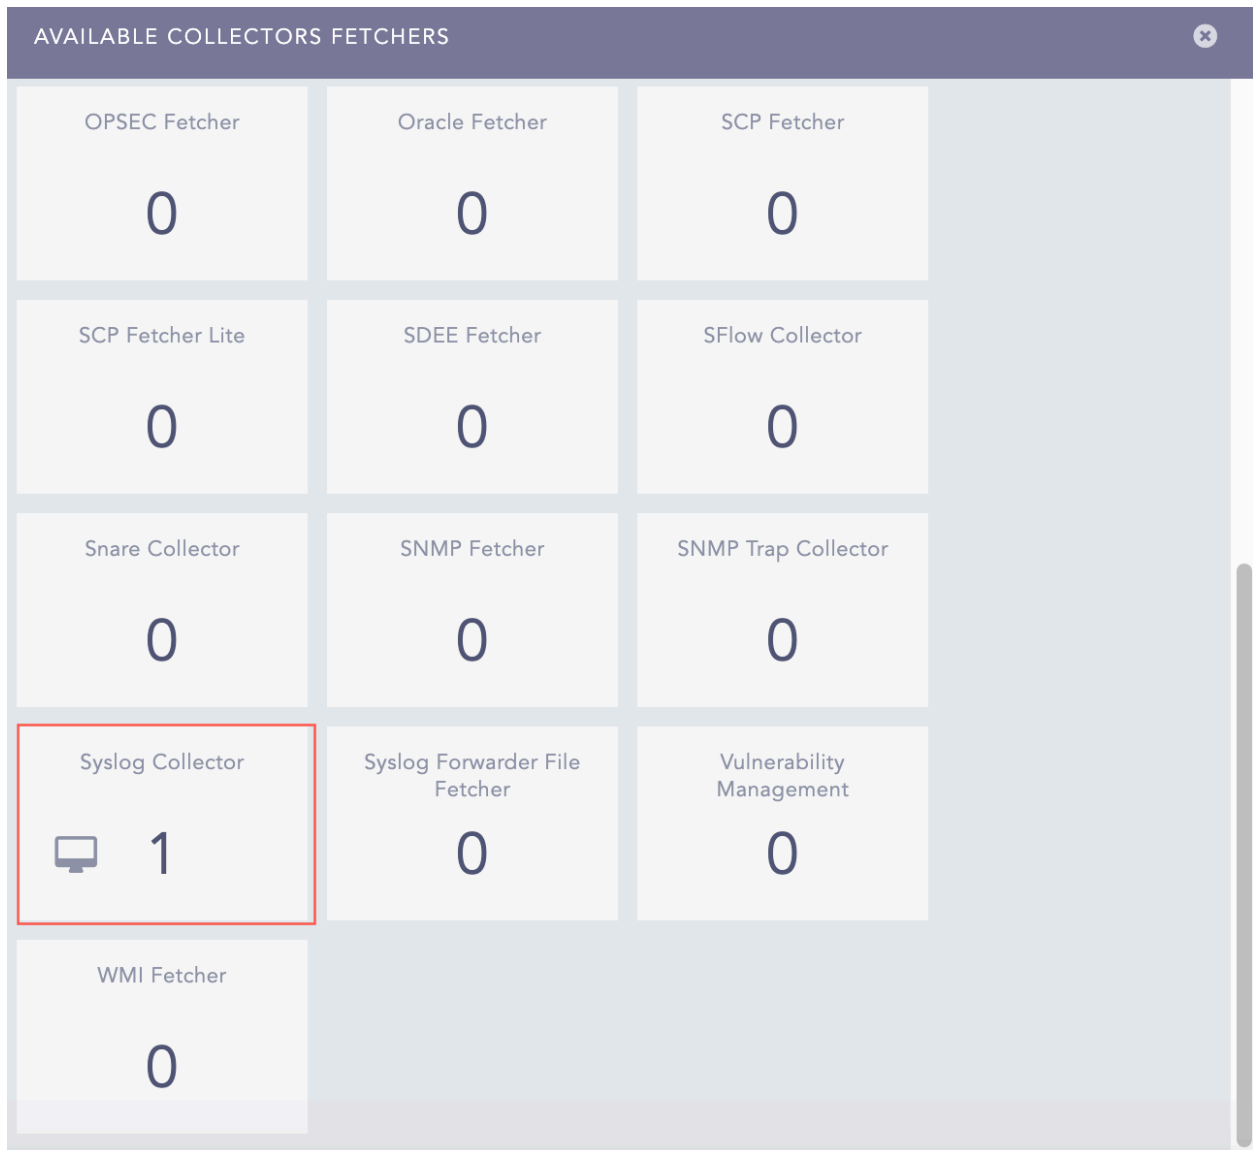 AVAILABLE COLLECTORS FETCHERS
OPSEC Fetcher
0
Oracle Fetcher
0
SCP Fetcher
0
SCP Fetcher Lite
0
SDEE Fetcher
0
SFlow Collector
0
Snare Collector
0
SNMP Fetcher
0
SNMP Trap Collector
0
Syslog Collector
1
Syslog Forwarder File
Fetcher
0
Vulnerability
Management
0
WMI Fetcher
0